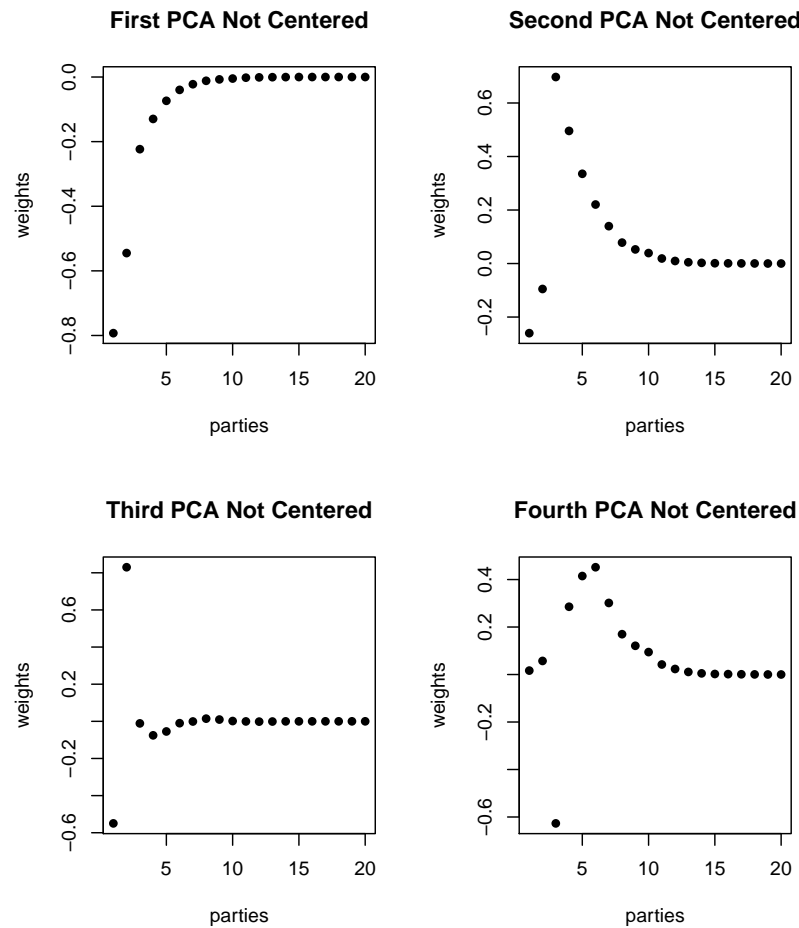 First PCA Not Centered
weights
0.0
−0.2
−0.4
−0.6
−0.8
5 10 15 20
parties
Second PCA Not Centered
weights
0.6
0.4
0.2
0.0
−0.2
5 10 15 20
parties
Third PCA Not Centered
weights
0.6
0.2
−0.2
−0.6
5 10 15 20
parties
Fourth PCA Not Centered
weights
0.4
0.2
−0.2
−0.6
5 10 15 20
parties